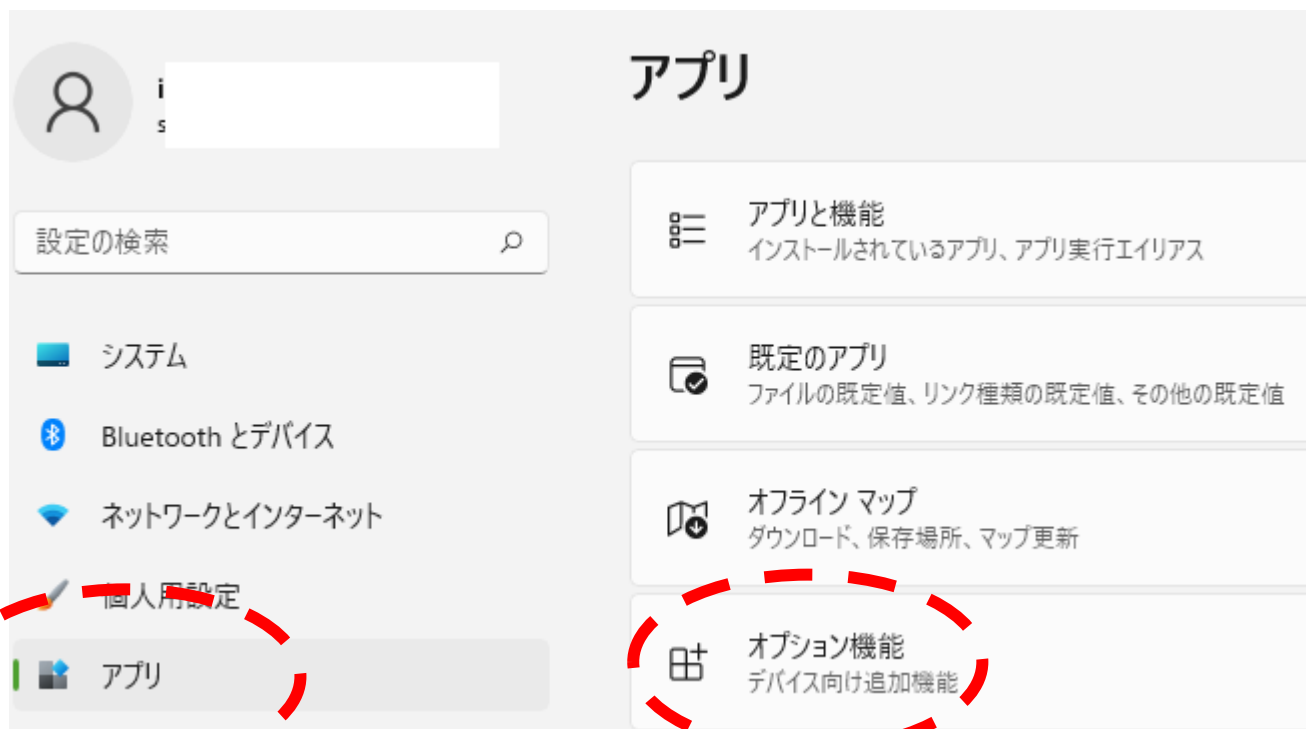 i
s
設定の検索
システム
Bluetooth とデバイス
ネットワークとインターネット
個人用設定
アプリ
アプリ
アプリと機能
インストールされているアプリ、アプリ実行エイリアス
既定のアプリ
ファイルの既定値、リンク種類の既定値、その他の既定値
オフライン マップ
ダウンロード、保存場所、マップ更新
オプション機能
デバイス向け追加機能